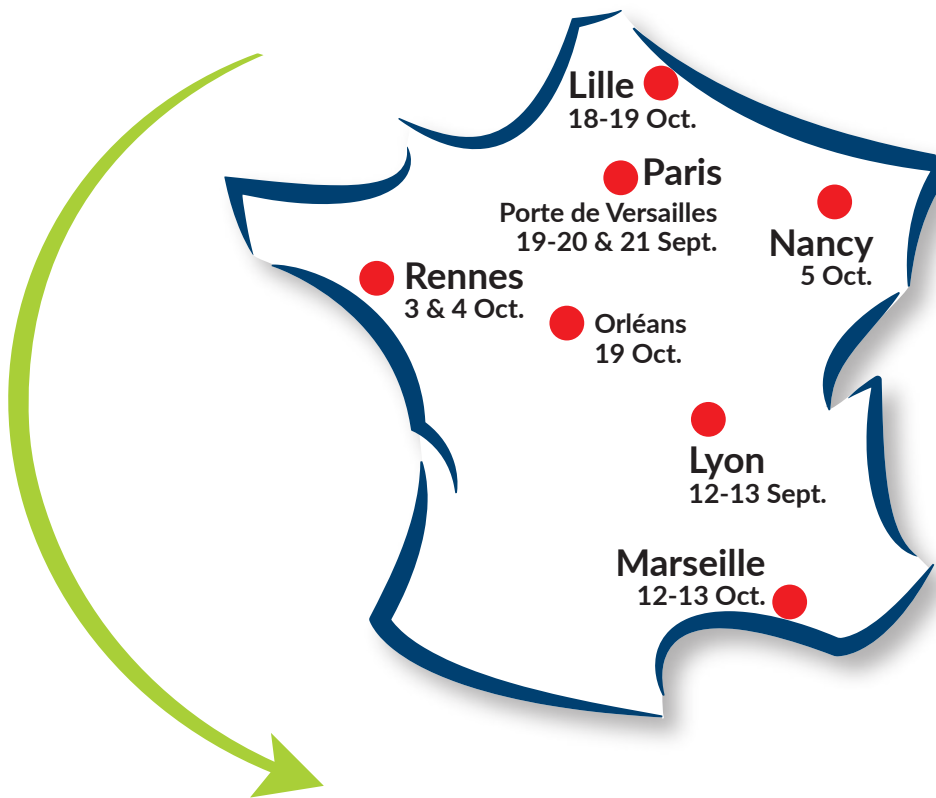 Lille
18-19 Oct.
Paris
Porte de Versailles
19-20 & 21 Sept.
Nancy
5 Oct.
Rennes
3 & 4 Oct.
Orléans
19 Oct.
Lyon
12-13 Sept.
Marseille
12-13 Oct.